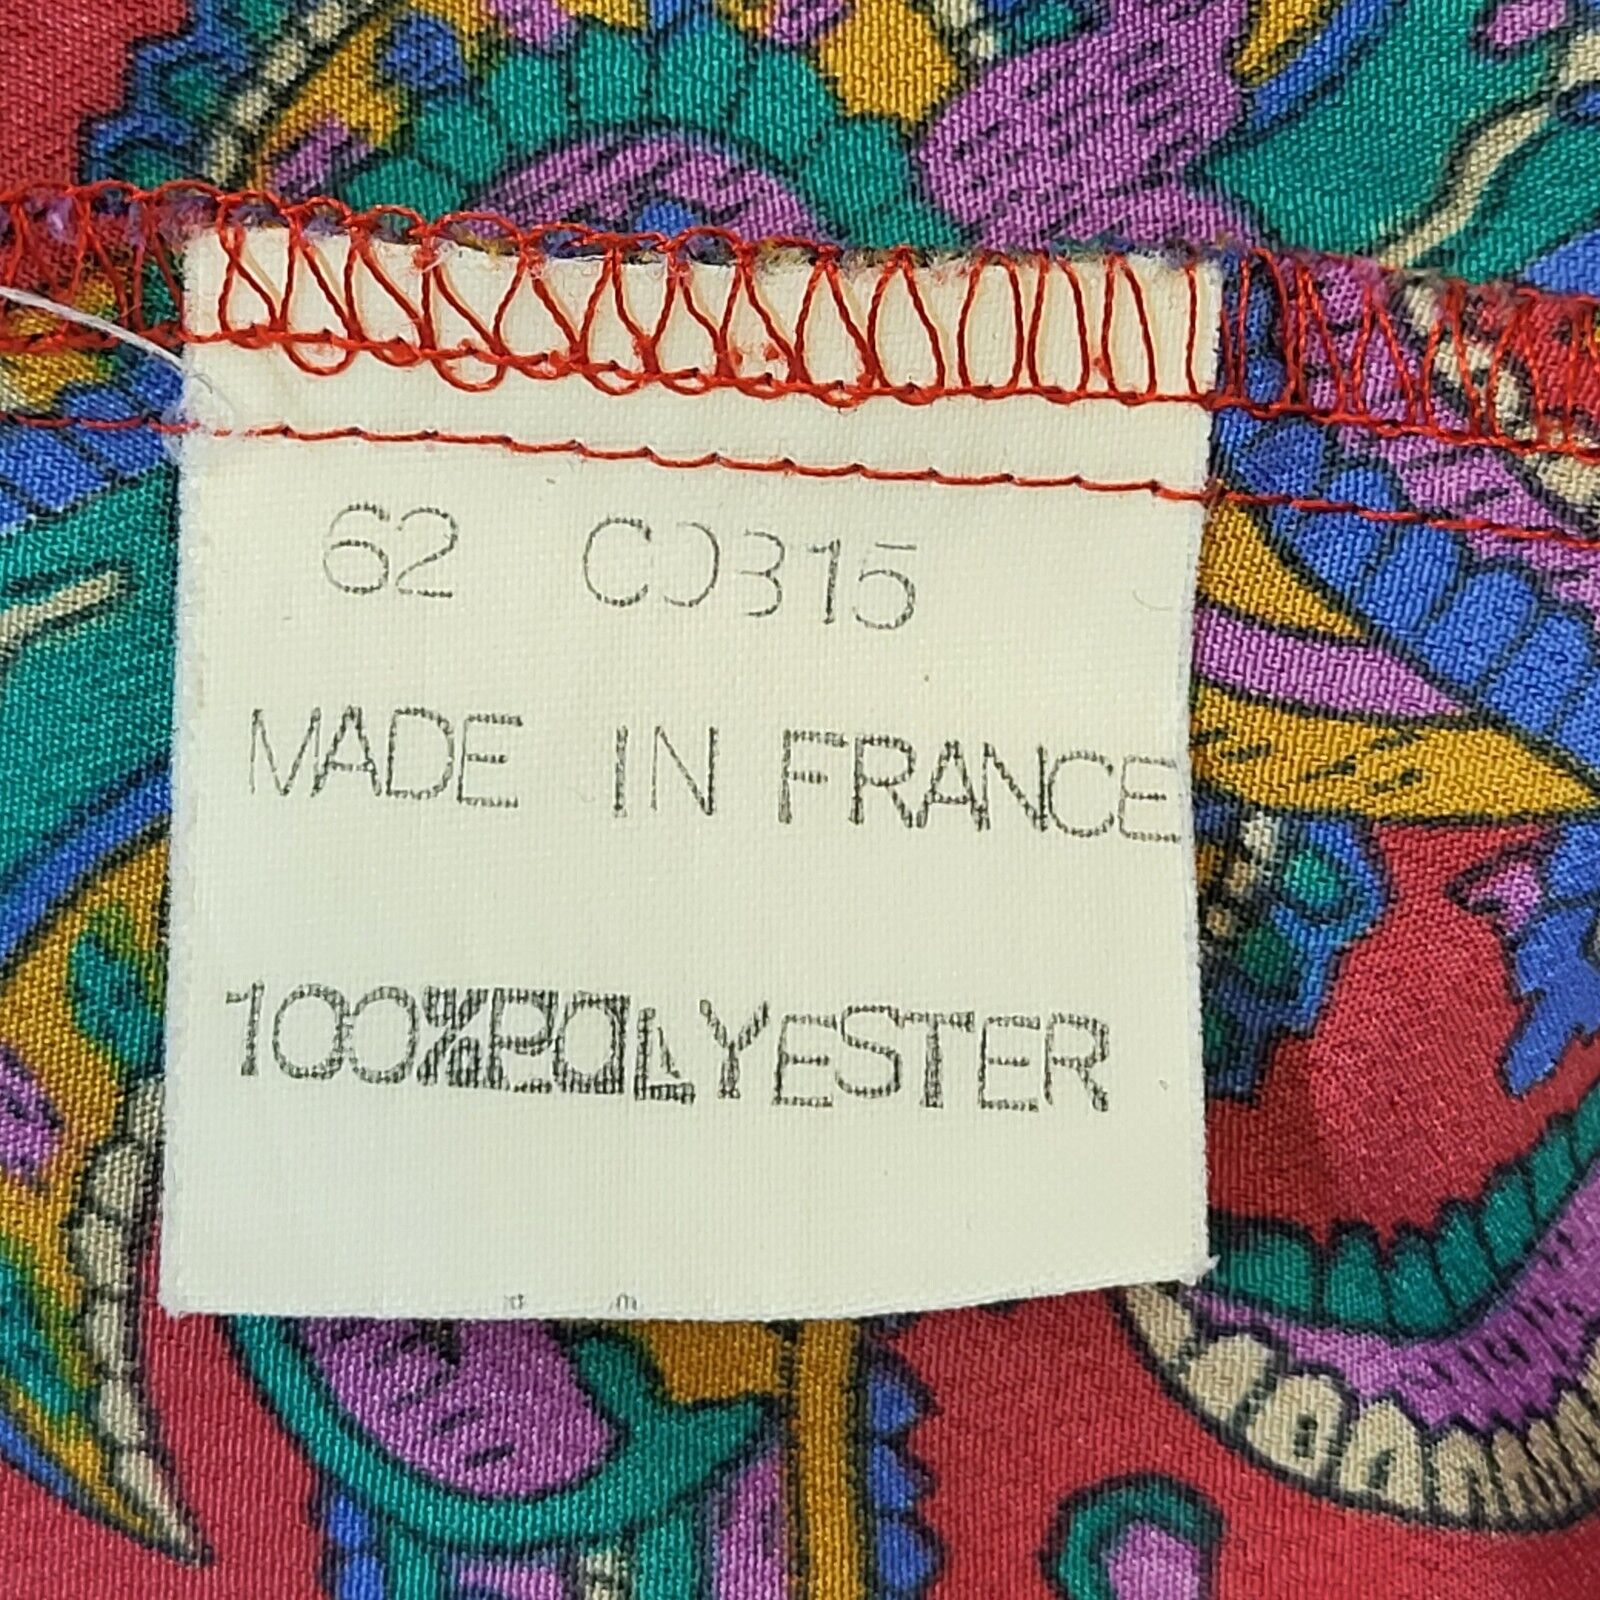 62 C0315
MADE IN FRANCE
100%POLYESTER